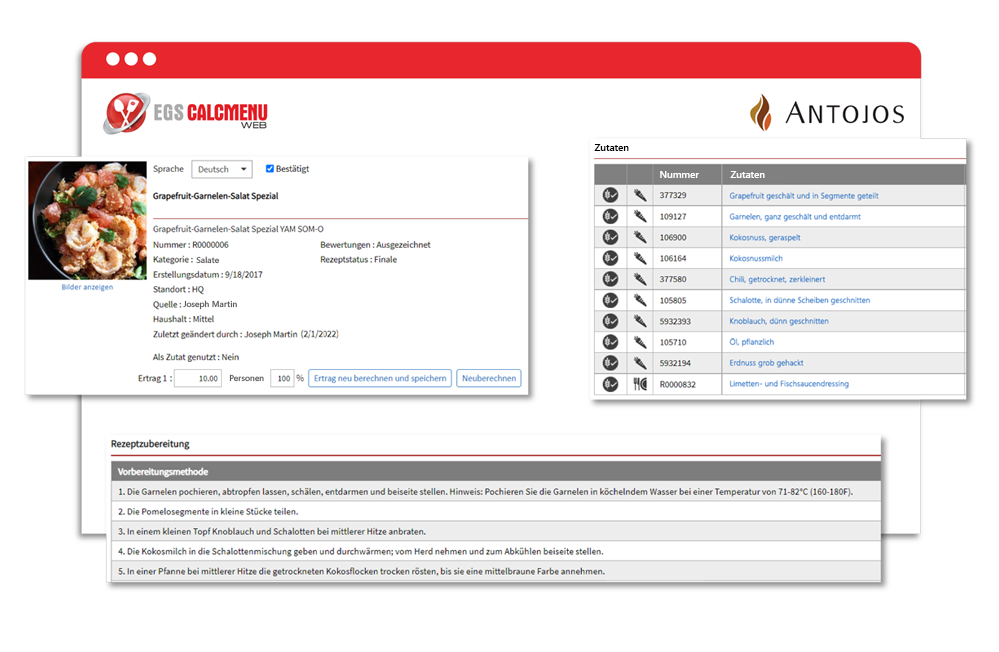 EGS CALCMENU
WEB
ANTOJOS
Sprache Deutsch Bestätigt
Grapefruit-Garnelen-Salat Spezial
Grapefruit-Garnelen-Salat Spezial YAM SOM-O
Nummer : R0000006 Bewertungen : Ausgezeichnet
Kategorie : Salate Rezeptstatus : Finale
Erstellungsdatum : 9/18/2017
Standort : HQ
Quelle : Joseph Martin
Haushalt : Mittel
Zuletzt geändert durch : Joseph Martin (2/1/2022)
Als Zutat genutzt : Nein
Bilder anzeigen
Ertrag 1 : 10.00 Personen 100 % Ertrag neu berechnen und speichern Neuberechnen
Zutaten
Nummer Zutaten
377329 Grapefruit geschält und in Segmente geteilt
109127 Garnelen, ganz geschält und entdarmt
106900 Kokosnuss, geraspelt
106164 Kokosnussmilch
377580 Chili, getrocknet, zerkleinert
105805 Schalotte, in dünne Scheiben geschnitten
5932393 Knoblauch, dünn geschnitten
105710 Öl, pflanzlich
5932194 Erdnuss grob gehackt
R0000832 Limetten- und Fischsaucendressing
Rezeptzubereitung
Vorbereitungsmethode
1. Die Garnelen pochieren, abtropfen lassen, schälen, entdarmen und beiseite stellen. Hinweis: Pochieren Sie die Garnelen in köchelndem Wasser bei einer Temperatur von 71-82°C (160-180F).
2. Die Pomelosegmente in kleine Stücke teilen.
3. In einem kleinen Topf Knoblauch und Schalotten bei mittlerer Hitze anbraten.
4. Die Kokosmilch in die Schalottenmischung geben und durchwärmen; vom Herd nehmen und zum Abkühlen beiseite stellen.
5. In einer Pfanne bei mittlerer Hitze die getrockneten Kokosflocken trocken rösten, bis sie eine mittelbraune Farbe annehmen.